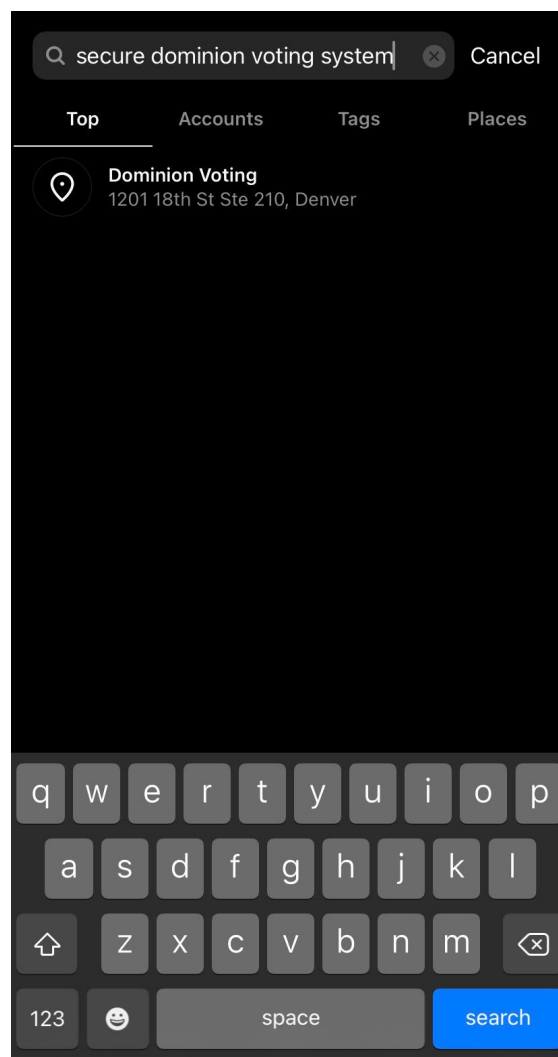 secure dominion voting system
Cancel
Top
Accounts
Tags
Places
Dominion Voting
1201 18th St Ste 210, Denver
q w e r t y u i o p
a s d f g h j k l
z x c v b n m
123
space
search